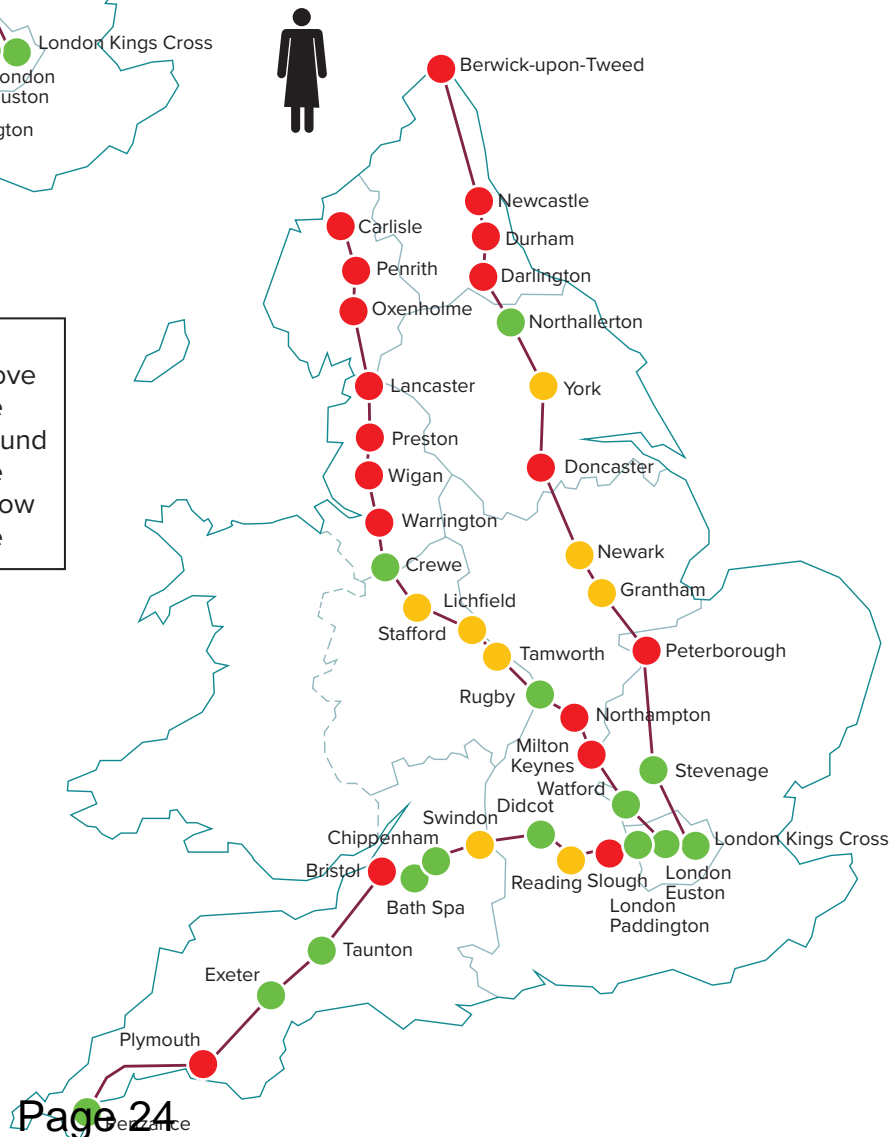 London Kings Cross
ondon
uston
gton
ove
e
und
e
ow
e
Berwick-upon-Tweed
Newcastle
Durham
Darlington
Northallerton
York
Doncaster
Newark
Grantham
Peterborough
Stevenage
London Kings Cross
Carlisle
Penrith
Oxenholme
Lancaster
Preston
Wigan
Warrington
Crewe
Lichfield
Stafford
Tamworth
Rugby
Northampton
Milton
Keynes
Watford
London
Euston
Didcot
Swindon
Chippenham
Bristol
Bath Spa
Reading
Slough
London
Paddington
Taunton
Exeter
Plymouth
Penzance
Page 24